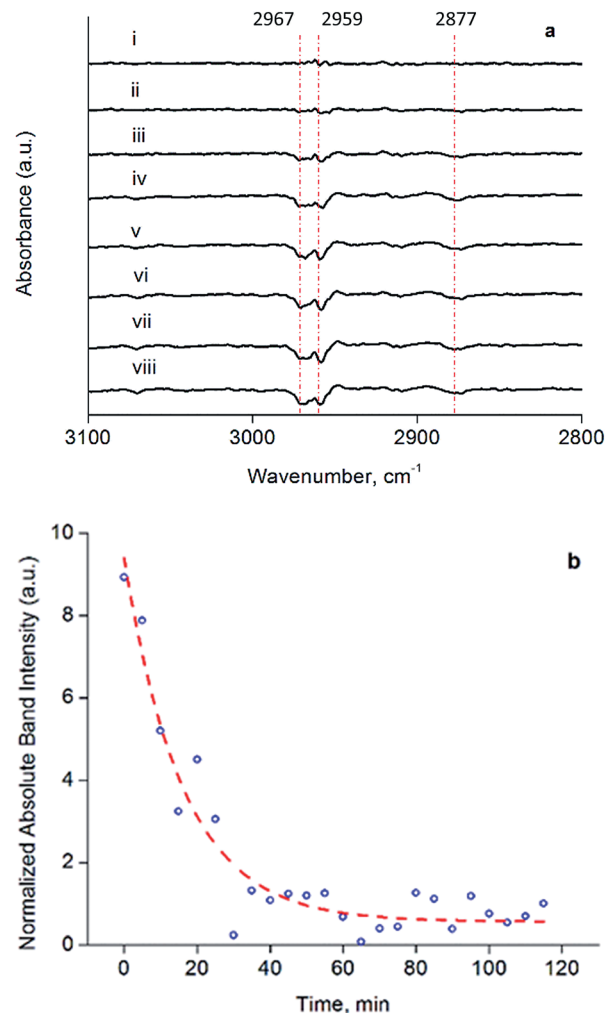 2967 2959 2877
a
i
ii
iii
iv
v
vi
vii
viii
Absorbance (a.u.)
3100 3000 2900 2800
Wavenumber, cm⁻¹
b
10
8
6
4
2
0
Normalized Absolute Band Intensity (a.u.)
0 20 40 60 80 100 120
Time, min